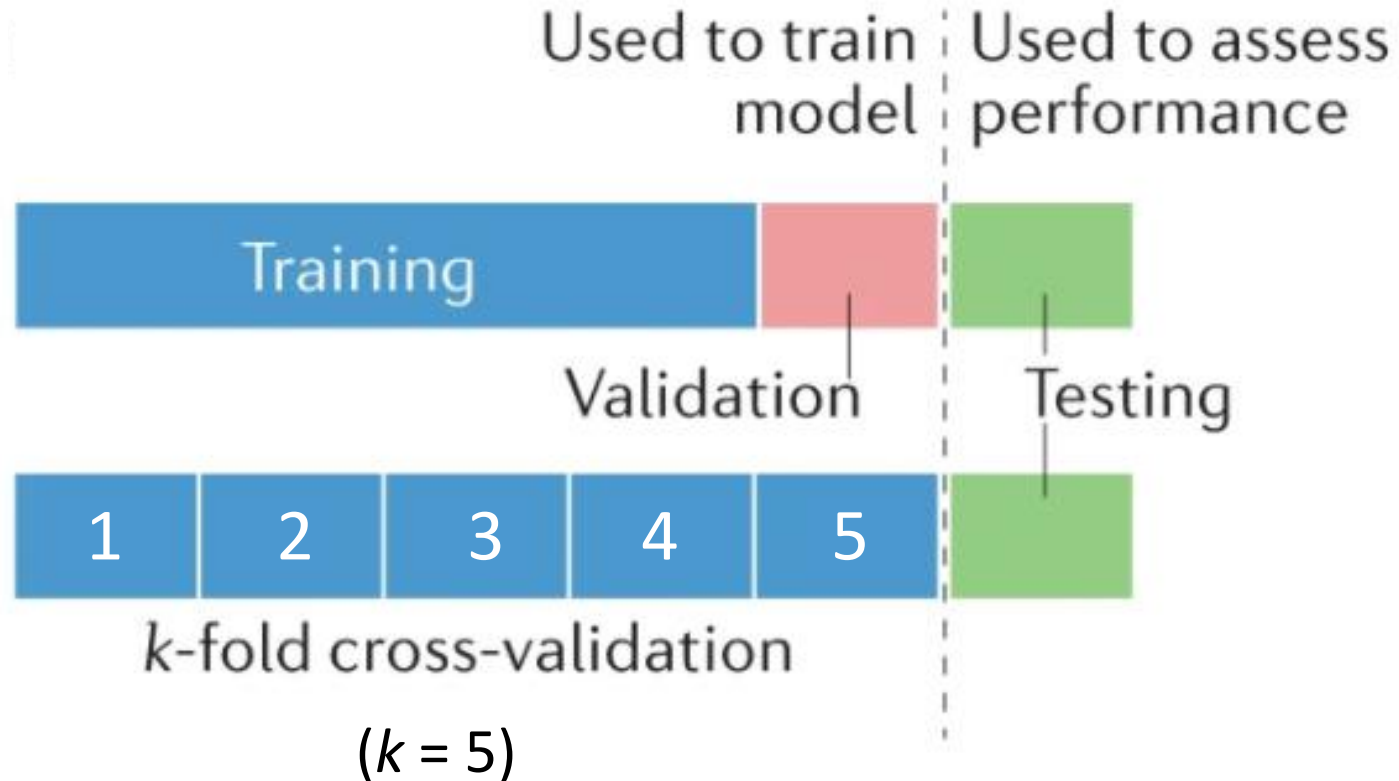 Used to train
model
Used to assess
performance
Training
Validation
Testing
1 2 3 4 5
k-fold cross-validation
(k = 5)